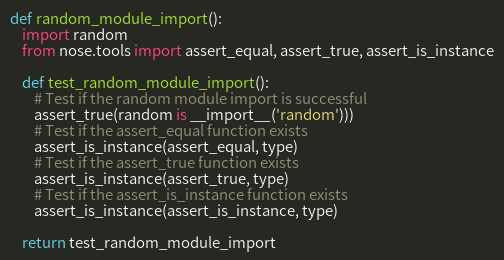 def random_module_import():
    import random
    from nose.tools import assert_equal, assert_true, assert_is_instance

    def test_random_module_import():
        # Test if the random module import is successful
        assert_true(random is __import__('random')))
        # Test if the assert_equal function exists
        assert_is_instance(assert_equal, type)
        # Test if the assert_true function exists
        assert_is_instance(assert_true, type)
        # Test if the assert_is_instance function exists
        assert_is_instance(assert_is_instance, type)

    return test_random_module_import